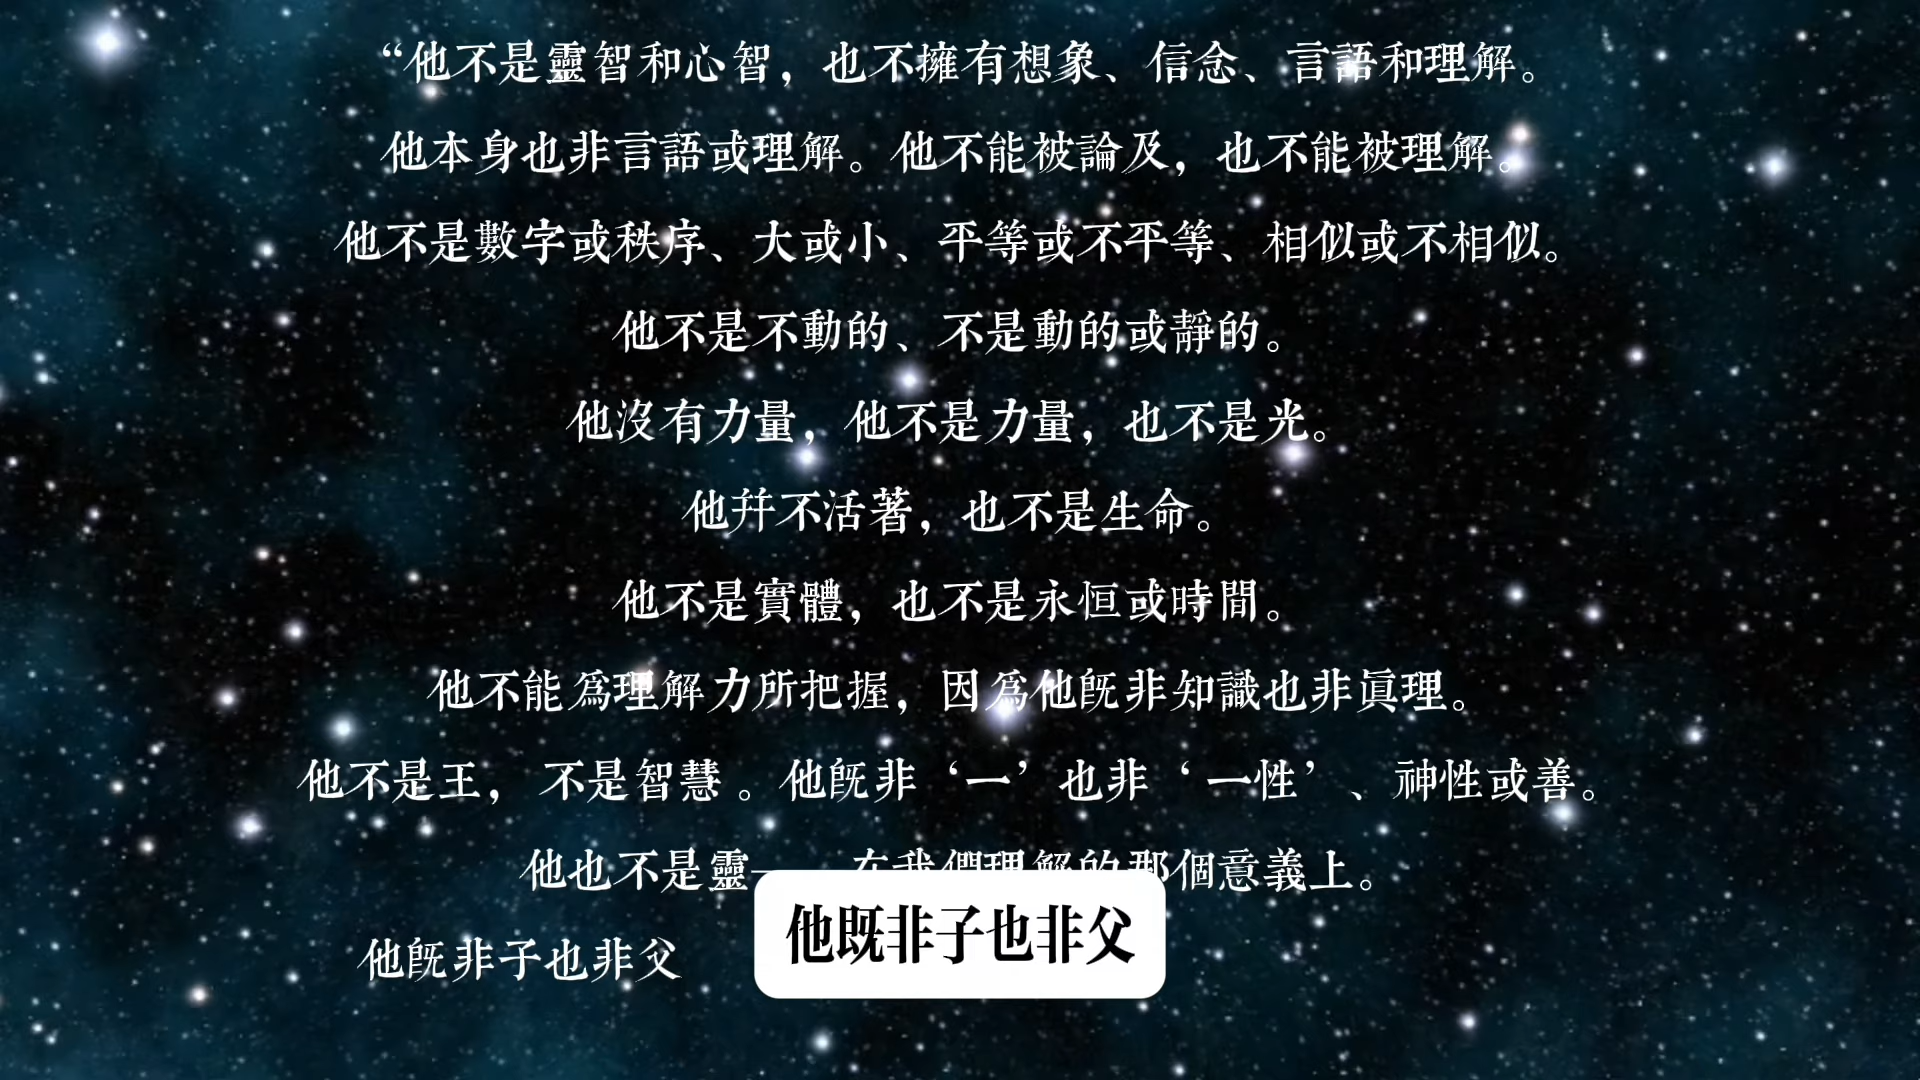 “他不是靈智和心智，也不擁有想象、信念、言語和理解。
他本身也非言語或理解。他不能被論及，也不能被理解。
他不是數字或秩序、大或小、平等或不平等、相似或不相似。
他不是不動的、不是動的或靜的。
他沒有力量，他不是力量，也不是光。
他幷不活著，也不是生命。
他不是實體，也不是永恒或時間。
他不能爲理解力所把握，因爲他旣非知識也非眞理。
他不是王，不是智慧。他旣非‘一’也非‘一性’、神性或善。
他也不是靈——在我們理解的那個意義上。
他旣非子也非父
他既非子也非父